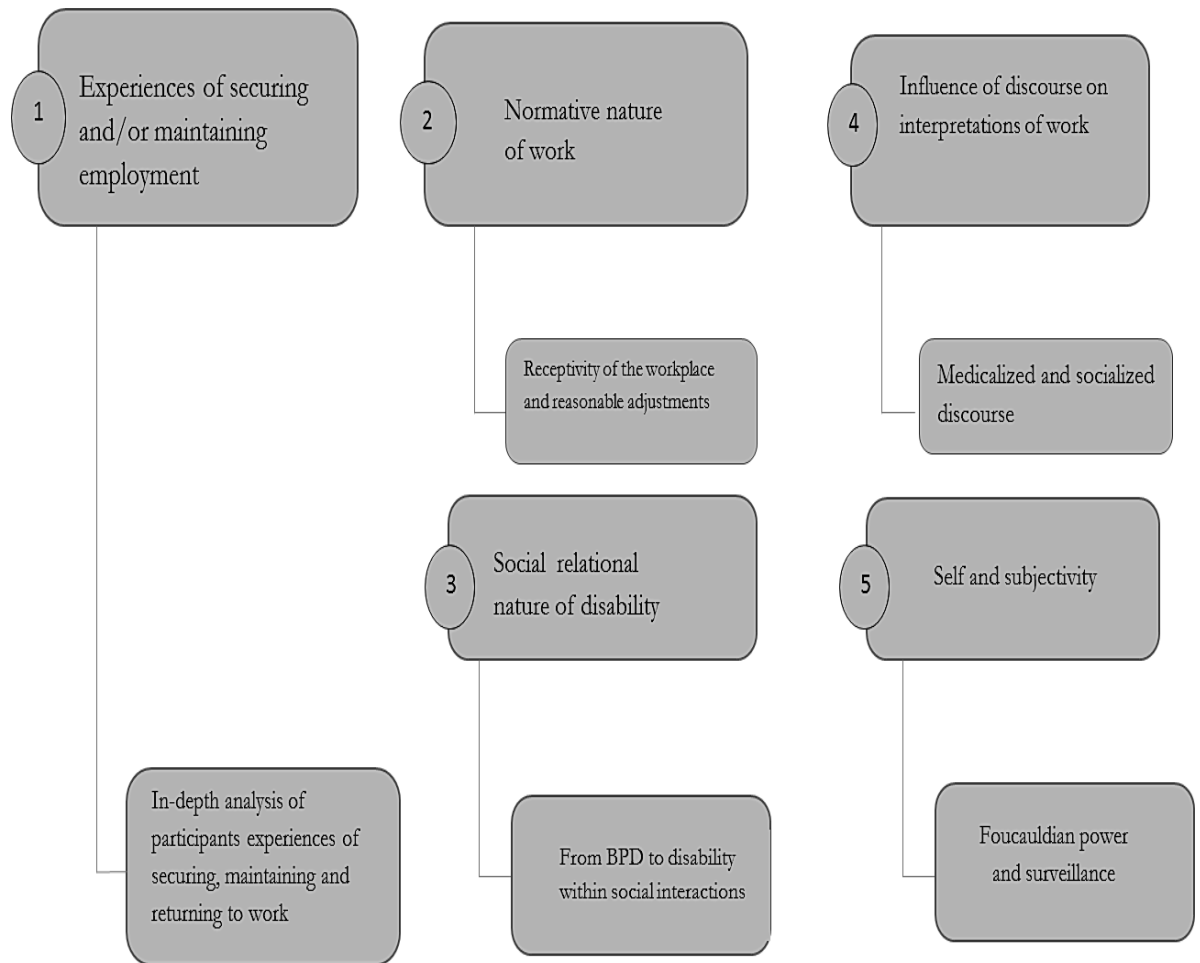 1
Experiences of securing
and/or maintaining
employment
In-depth analysis of
participants experiences of
securing, maintaining and
returning to work
2
Normative nature
of work
Receptivity of the workplace
and reasonable adjustments
3
Social relational
nature of disability
From BPD to disability
within social interactions
4
Influence of discourse on
interpretations of work
Medicalized and socialized
discourse
5
Self and subjectivity
Foucauldian power
and surveillance